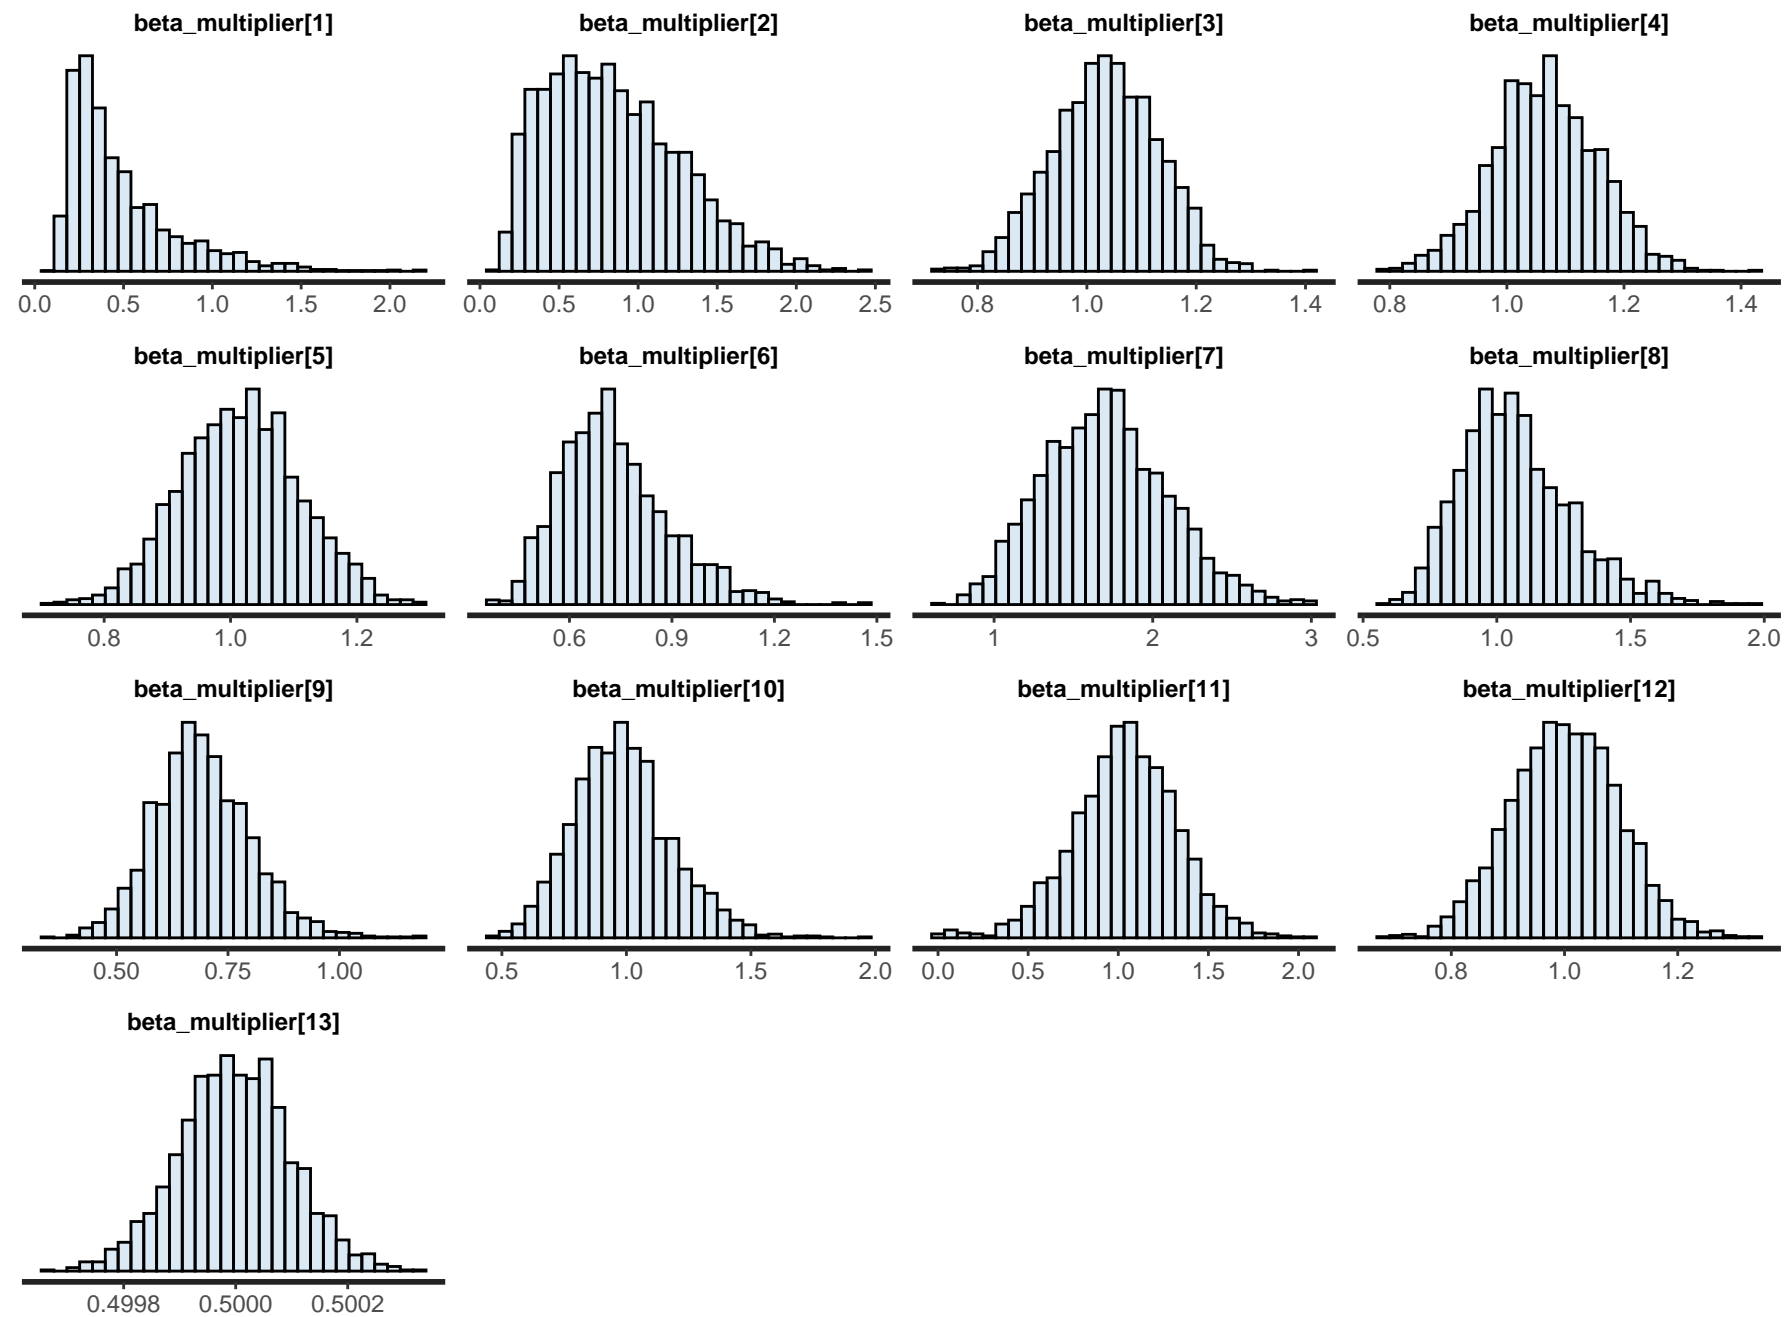 beta_multiplier[1] beta_multiplier[2] beta_multiplier[3] beta_multiplier[4]
0.0 0.5 1.0 1.5 2.0 0.0 0.5 1.0 1.5 2.0 2.5 0.8 1.0 1.2 1.4 0.8 1.0 1.2 1.4
beta_multiplier[5] beta_multiplier[6] beta_multiplier[7] beta_multiplier[8]
0.8 1.0 1.2 0.6 0.9 1.2 1.5 1 2 3 0.5 1.0 1.5 2.0
beta_multiplier[9] beta_multiplier[10] beta_multiplier[11] beta_multiplier[12]
0.50 0.75 1.00 0.5 1.0 1.5 2.0 0.0 0.5 1.0 1.5 2.0 0.8 1.0 1.2
beta_multiplier[13]
0.4998 0.5000 0.5002